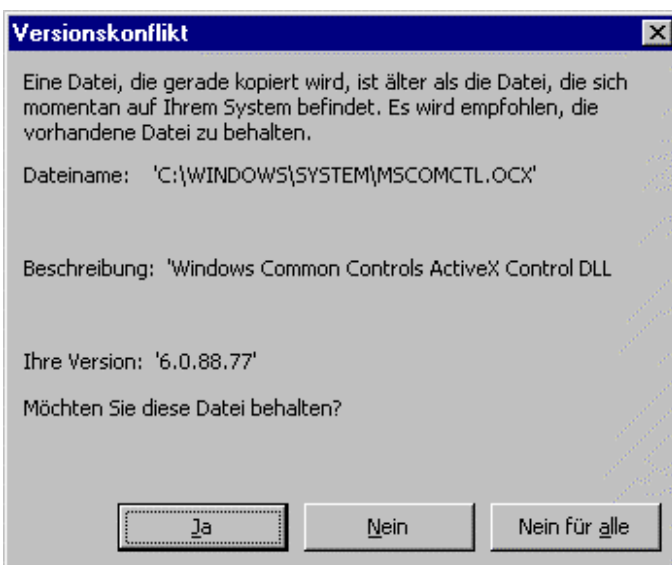 Versionskonflikt
Eine Datei, die gerade kopiert wird, ist älter als die Datei, die sich
momentan auf Ihrem System befindet. Es wird empfohlen, die
vorhandene Datei zu behalten.
Dateiname: 'C:\WINDOWS\SYSTEM\MSCOMCTL.OCX'
Beschreibung: 'Windows Common Controls ActiveX Control DLL
Ihre Version: '6.0.88.77'
Möchten Sie diese Datei behalten?
Ja Nein Nein für alle